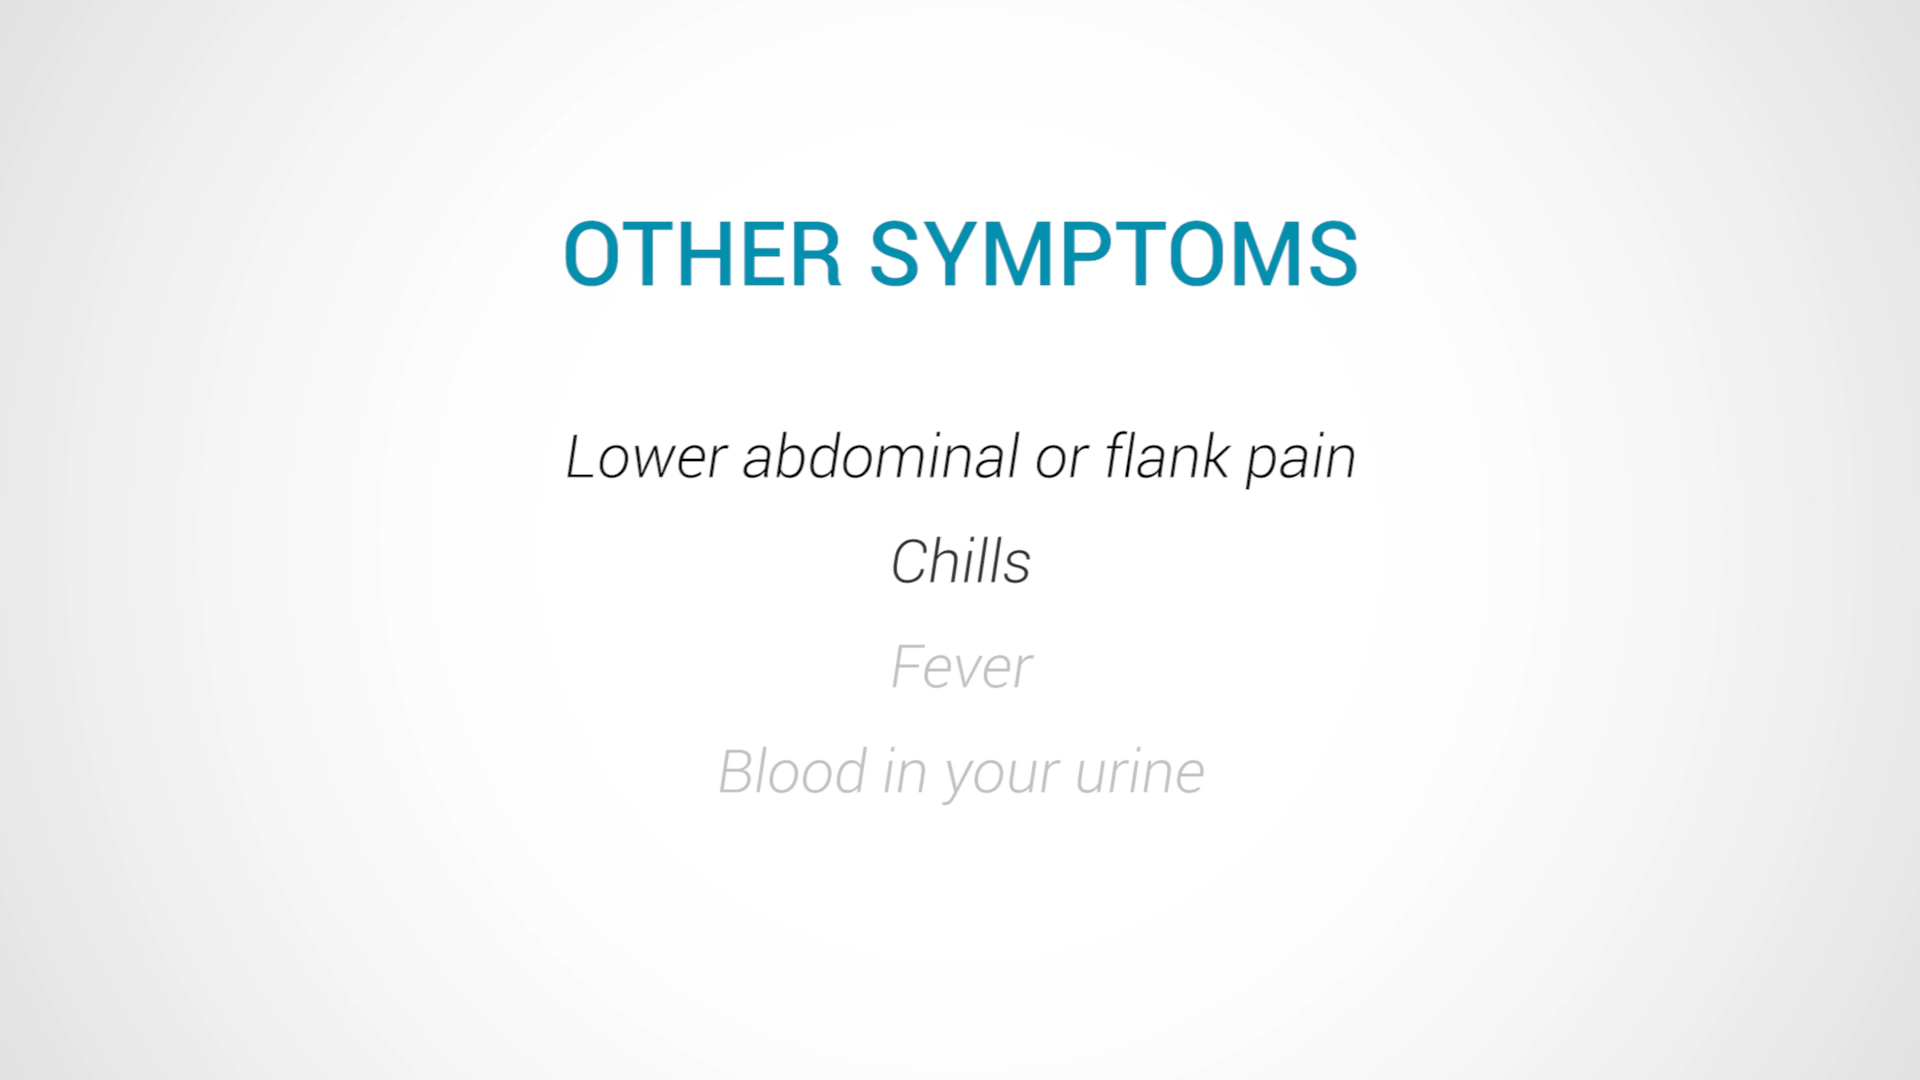 OTHER SYMPTOMS
Lower abdominal or flank pain
Chills
Fever
Blood in your urine